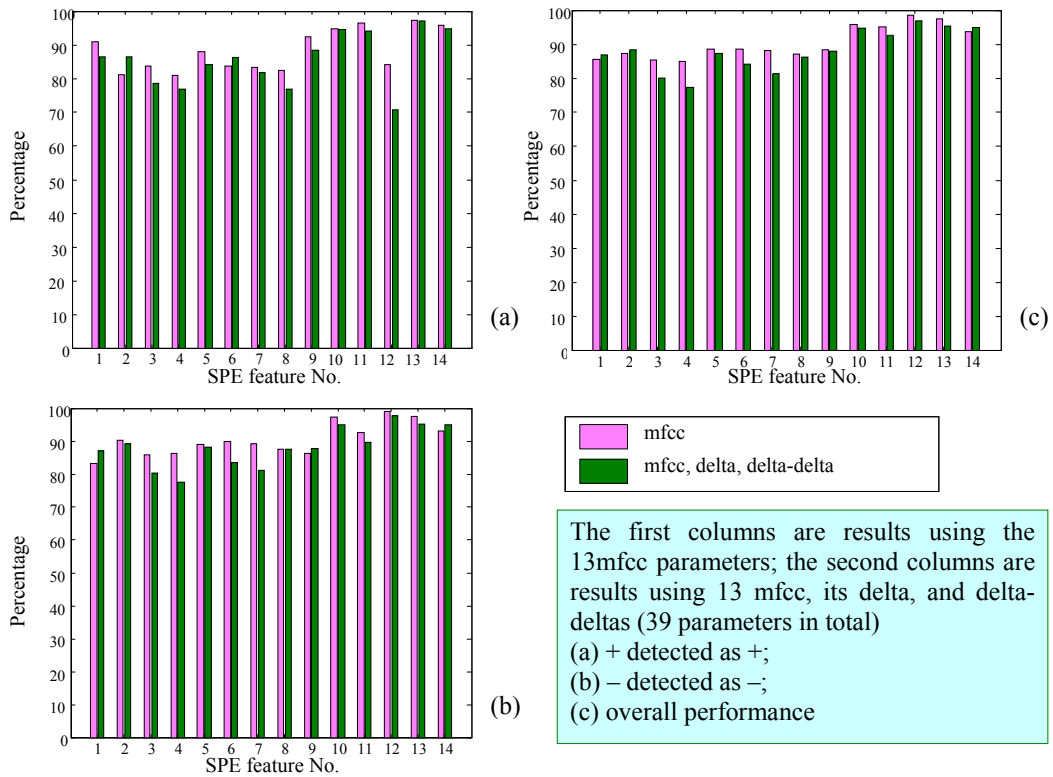 100
90
80
70
60
50
40
30
20
10
0
Percentage
1 2 3 4 5 6 7 8 9 10 11 12 13 14
SPE feature No.
(a)
100
90
80
70
60
50
40
30
20
10
0
Percentage
1 2 3 4 5 6 7 8 9 10 11 12 13 14
SPE feature No.
(c)
100
90
80
70
60
50
40
30
20
10
0
Percentage
1 2 3 4 5 6 7 8 9 10 11 12 13 14
SPE feature No.
(b)
mfcc
mfcc, delta, delta-delta
The first columns are results using the
13mfcc parameters; the second columns are
results using 13 mfcc, its delta, and delta-
deltas (39 parameters in total)
(a) + detected as +;
(b) – detected as –;
(c) overall performance